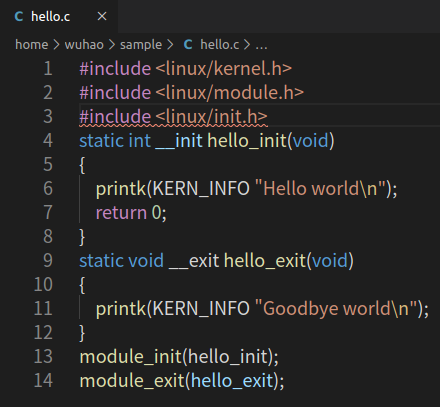 C hello.c ×
home > wuhao > sample > C hello.c > ...
1 #include <linux/kernel.h>
2 #include <linux/module.h>
3 #include <linux/init.h>
4 static int __init hello_init(void)
5 {
6 printk(KERN_INFO "Hello world\n");
7 return 0;
8 }
9 static void __exit hello_exit(void)
10 {
11 printk(KERN_INFO "Goodbye world\n");
12 }
13 module_init(hello_init);
14 module_exit(hello_exit);